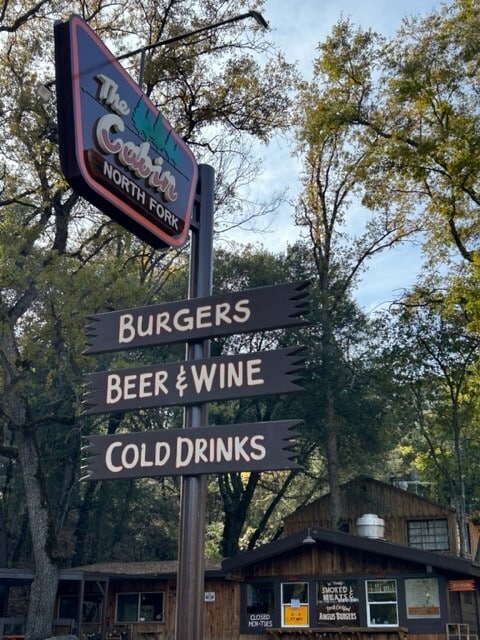 The
Cabin
NORTH FORK
BURGERS
BEER & WINE
COLD DRINKS
SMOKED
MEATS
ANGUS BURGERS
CLOSED
MON-TUES